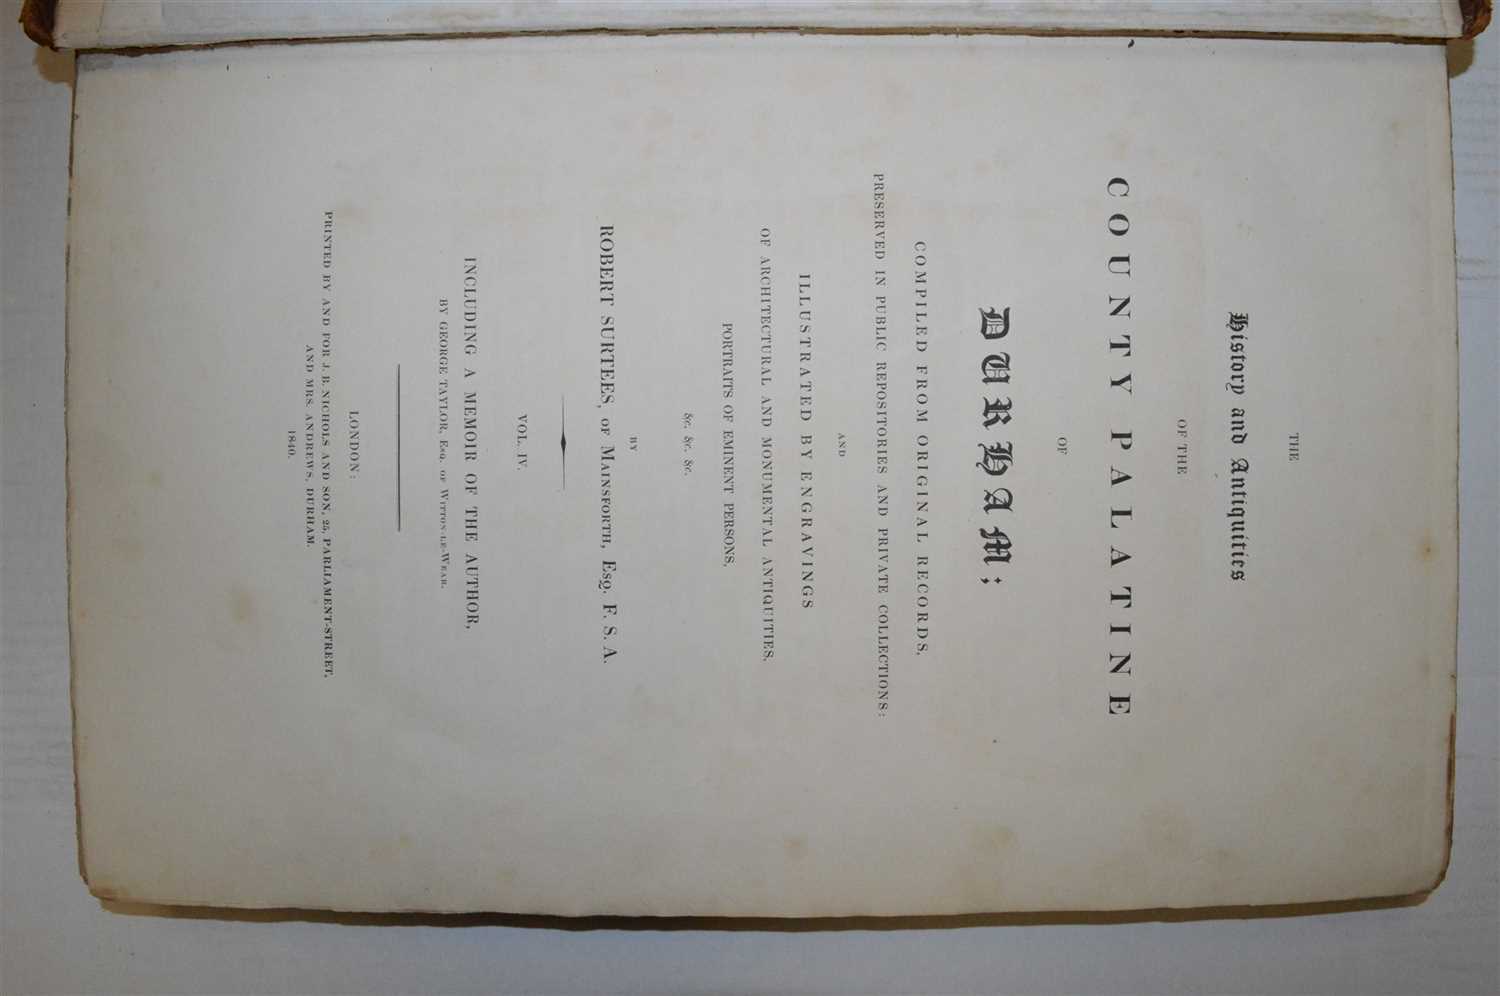 THE
History and Antiquities
OF THE
COUNTY PALATINE
OF
DURHAM;
COMPILED FROM ORIGINAL RECORDS,
PRESERVED IN PUBLIC REPOSITORIES AND PRIVATE COLLECTIONS:
AND
ILLUSTRATED BY ENGRAVINGS
OF ARCHITECTURAL AND MONUMENTAL ANTIQUITIES,
PORTRAITS OF EMINENT PERSONS,
&c. &c. &c.
BY
ROBERT SURTEES, OF MAINSFORTH, ESQ. F. S. A.
VOL. IV.
INCLUDING A MEMOIR OF THE AUTHOR,
BY GEORGE TAYLOR, ESQ. OF WITTON-LE-WEAR.
LONDON:
PRINTED BY AND FOR J. B. NICHOLS AND SON, 25, PARLIAMENT-STREET,
AND MRS. ANDREWS, DURHAM.
1840.